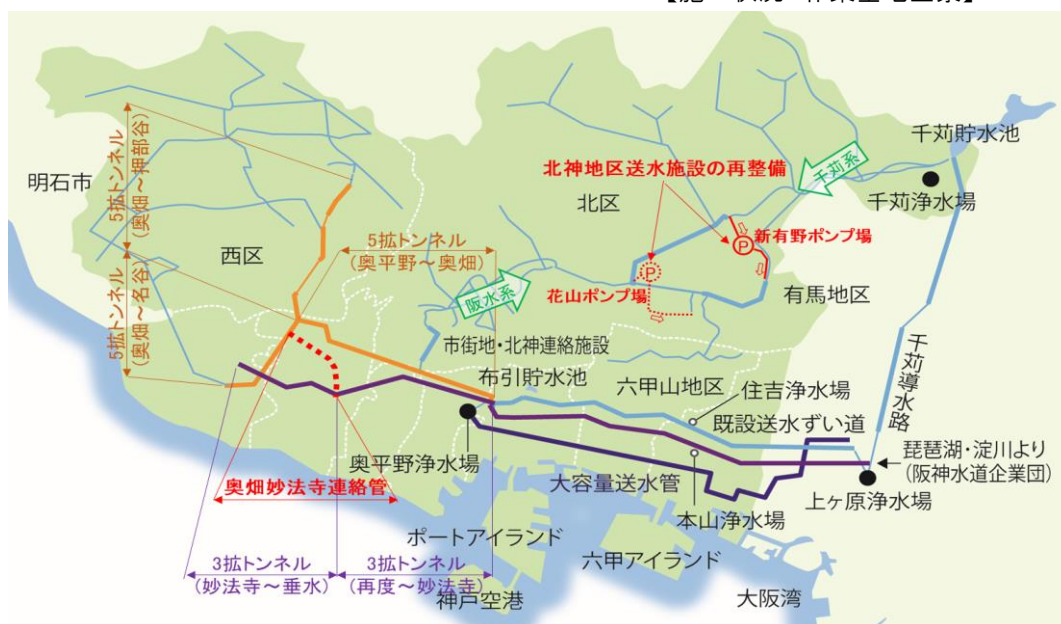 明石市
5拡トンネル
(奥畑～押部谷)
5拡トンネル
(奥畑～名谷)
西区
5拡トンネル
(奥平野～奥畑)
阪水系
北神地区送水施設の再整備
北区
千苅系
千苅貯水池
千苅浄水場
P
新有野ポンプ場
P
花山ポンプ場
有馬地区
市街地・北神連絡施設
布引貯水池
六甲山地区
住吉浄水場
既設送水ずい道
千苅導水路
奥平野浄水場
大容量送水管
本山浄水場
琵琶湖・淀川より
(阪神水道企業団)
上ヶ原浄水場
奥畑妙法寺連絡管
ポートアイランド
六甲アイランド
3拡トンネル
(妙法寺～垂水)
3拡トンネル
(再度～妙法寺)
神戸空港
大阪湾